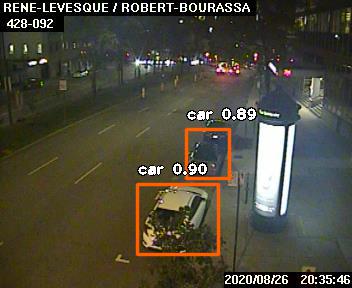 RENE-LEVESQUE / ROBERT-BOURASSA
428-092
car 0.89
car 0.90
2020/08/26 20:35:46